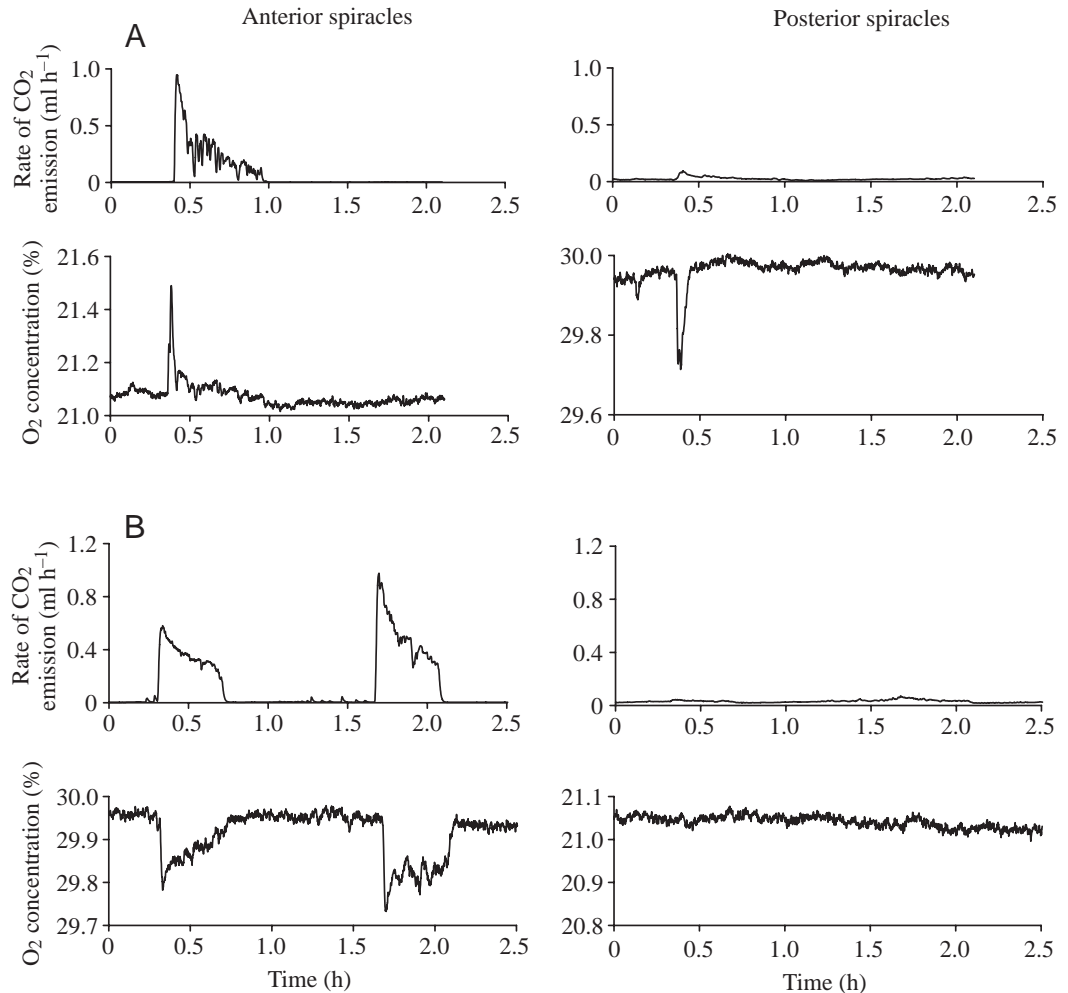 Anterior spiracles
Posterior spiracles
A
Rate of CO2
emission (ml h−1)
1.0
0.5
0
0 0.5 1.0 1.5 2.0 2.5
1.0
0.5
0
0 0.5 1.0 1.5 2.0 2.5
O2 concentration (%)
21.6
21.4
21.2
21.0
0 0.5 1.0 1.5 2.0 2.5
30.0
29.8
29.6
0 0.5 1.0 1.5 2.0 2.5
B
Rate of CO2
emission (ml h−1)
1.2
0.8
0.4
0
0 0.5 1.0 1.5 2.0 2.5
1.2
0.8
0.4
0
0 0.5 1.0 1.5 2.0 2.5
O2 concentration (%)
30.0
29.9
29.8
29.7
0 0.5 1.0 1.5 2.0 2.5
Time (h)
21.1
21.0
20.9
20.8
0 0.5 1.0 1.5 2.0 2.5
Time (h)